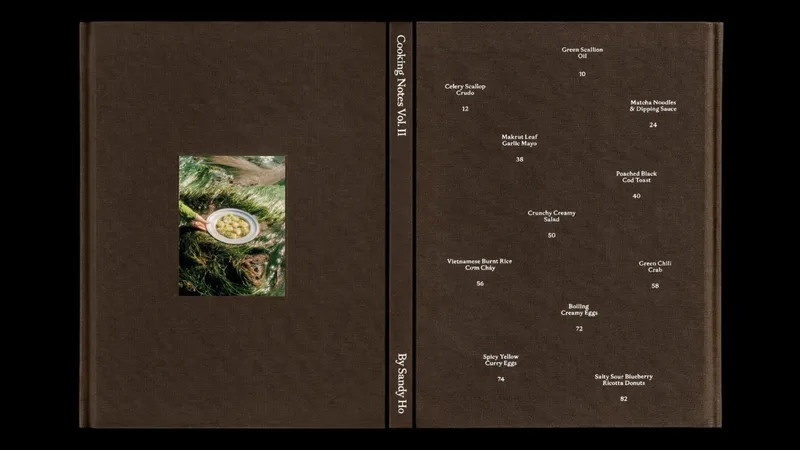 Cooking Notes Vol. II
By Sandy Ho
Green Scallion
Oil
10
Celery Scallop
Crudo
12
Matcha Noodles
& Dipping Sauce
24
Makrut Leaf
Garlic Mayo
38
Poached Black
Cod Toast
40
Crunchy Creamy
Salad
50
Vietnamese Burnt Rice
Cơm Cháy
56
Green Chili
Crab
58
Boiling
Creamy Eggs
72
Spicy Yellow
Curry Eggs
74
Salty Sour Blueberry
Ricotta Donuts
82